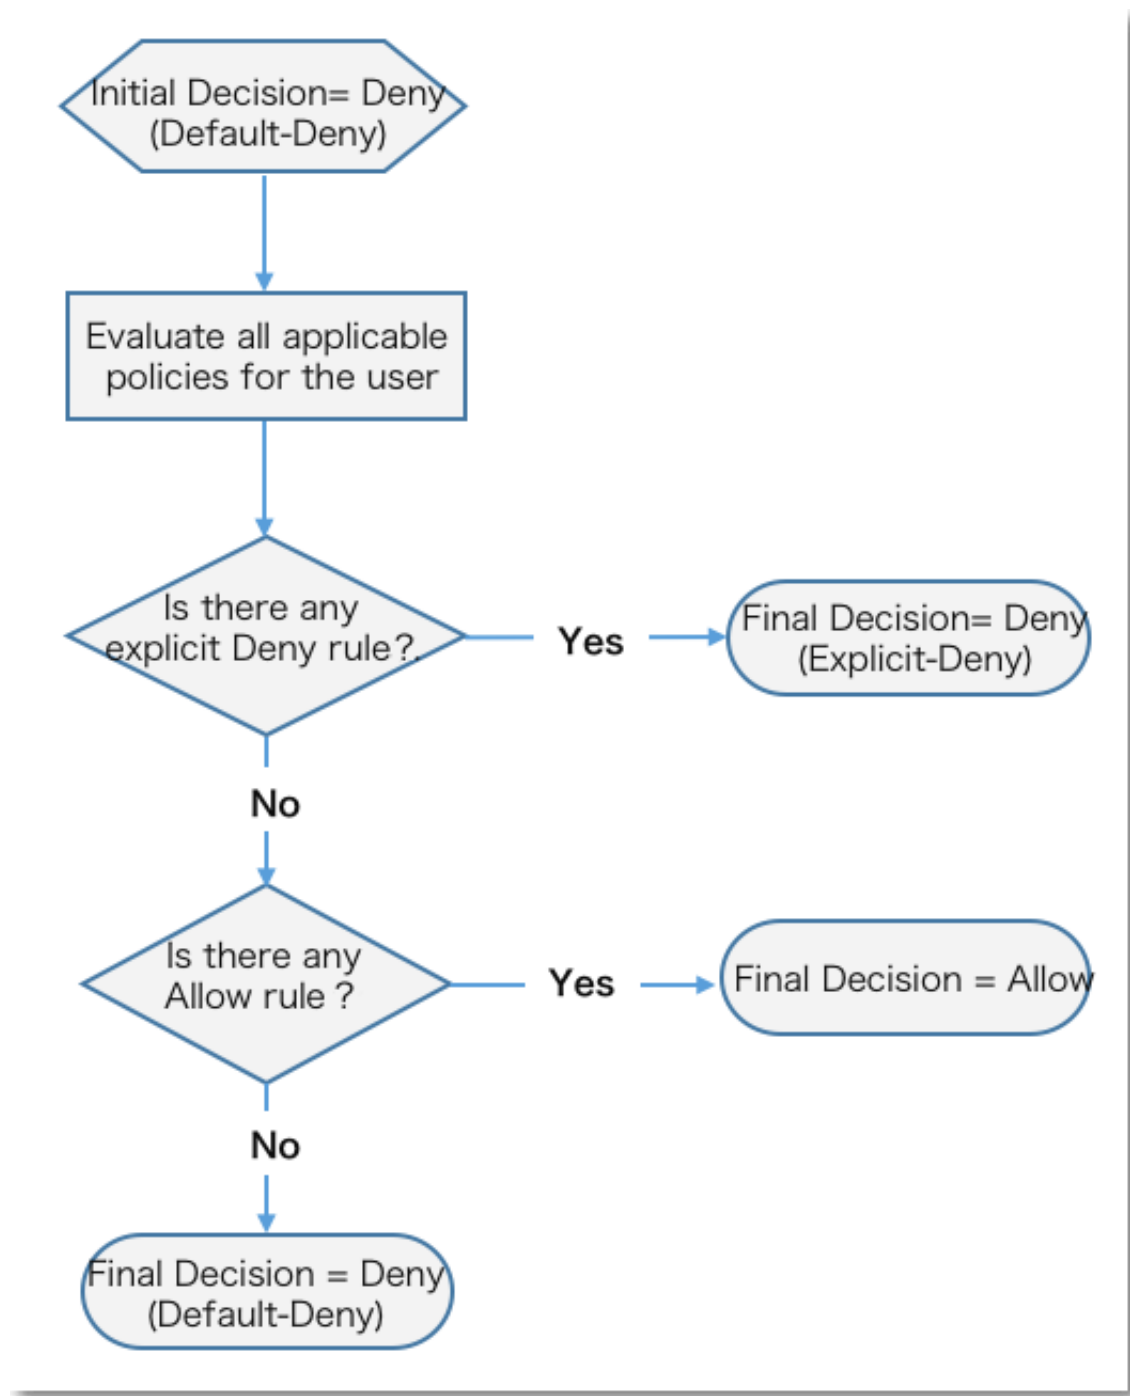 Initial Decision= Deny
(Default-Deny)
Evaluate all applicable
policies for the user
Is there any
explicit Deny rule?.
Yes
Final Decision= Deny
(Explicit-Deny)
No
Is there any
Allow rule ?
Yes
Final Decision = Allow
No
Final Decision = Deny
(Default-Deny)